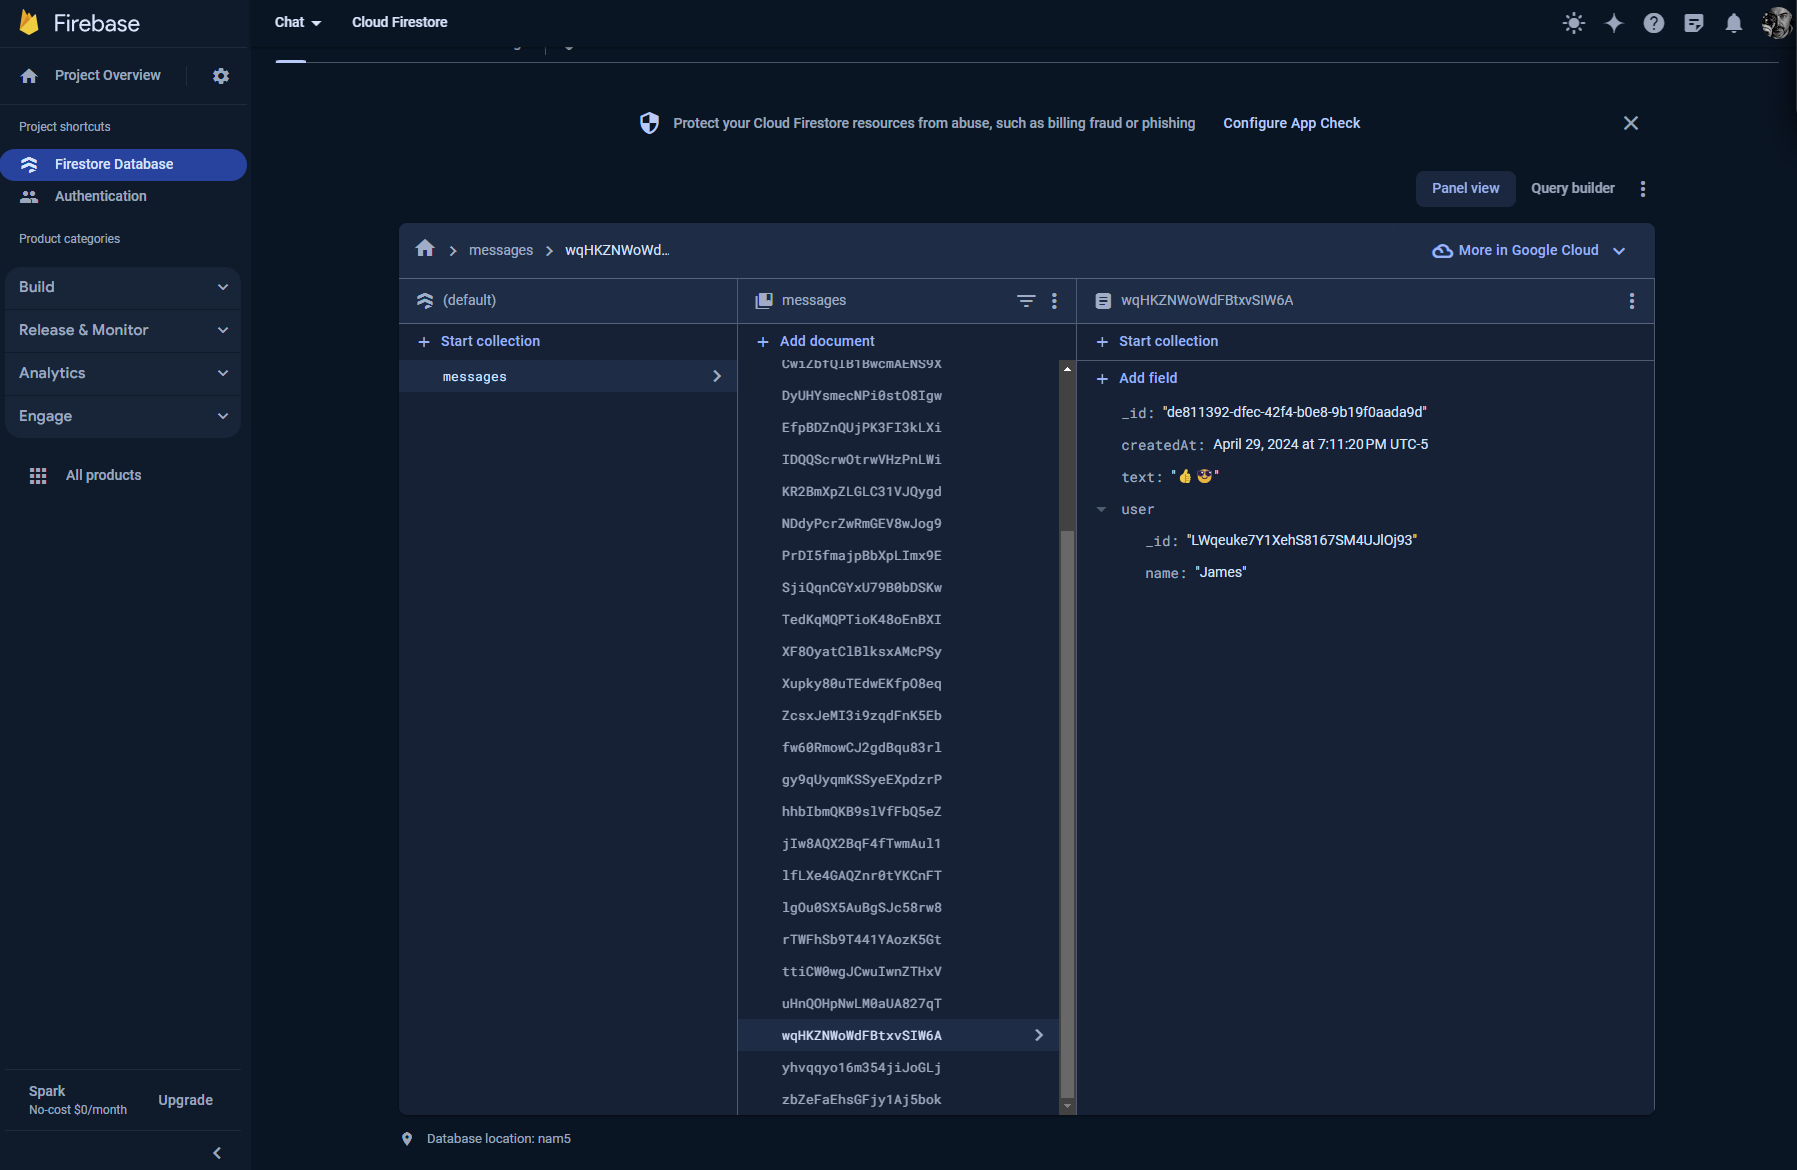 Firebase
Chat
Cloud Firestore
Project Overview
Project shortcuts
Firestore Database
Authentication
Product categories
Build
Release & Monitor
Analytics
Engage
All products
Spark
No-cost $0/month
Upgrade
Protect your Cloud Firestore resources from abuse, such as billing fraud or phishing
Configure App Check
Panel view
Query builder
messages
wqHKZNWoWd…
More in Google Cloud
(default)
Start collection
messages
messages
Add document
CwiZbfQIB1BwcmAENS9X
DyUHYsmecNPi0stO8Igw
EfpBDZnQUjPK3FI3kLXi
IDQQScrwOtrwVHzPnLWi
KR2BmXpZLGLC31VJQygd
NDdyPcrZwRmGEV8wJog9
PrDI5fmajpBbXpLImx9E
SjiQqnCGYxU79B0bDSKw
TedKqMQPTioK48oEnBXI
XF8OyatClBlksxAMcPSy
Xupky80uTEdwEKfpO8eq
ZcsxJeMI3i9zqdFnK5Eb
fw60RmowCJ2gdBqu83rl
gy9qUyqmKSSyeEXpdzrP
hhbIbmQKB9slVfFbQ5eZ
jIw8AQX2BqF4fTwmAul1
lfLXe4GAQZnr0tYKCnFT
lgOu0SX5AuBgSJc58rw8
rTWFhSb9T441YAozK5Gt
ttiCW0wgJCwuIwnZTHxV
uHnQOHpNwLM0aUA827qT
wqHKZNWoWdFBtxvSIW6A
yhvqqyo16m354jiJoGLj
zbZeFaEhsGFjy1Aj5bok
wqHKZNWoWdFBtxvSIW6A
Start collection
Add field
_id: "de811392-dfec-42f4-b0e8-9b19f0aada9d"
createdAt: April 29, 2024 at 7:11:20 PM UTC-5
text: "👍🥸"
user
_id: "LWqeuke7Y1XehS8167SM4UJlOj93"
name: "James"
Database location: nam5